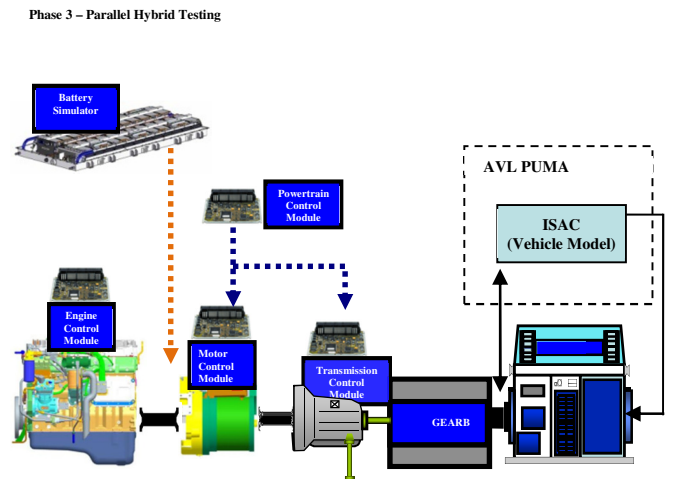 Phase 3 – Parallel Hybrid Testing
Battery
Simulator
AVL PUMA
Powertrain
Control
Module
ISAC
(Vehicle Model)
Engine
Control
Module
Motor
Control
Module
Transmission
Control
Module
GEARB